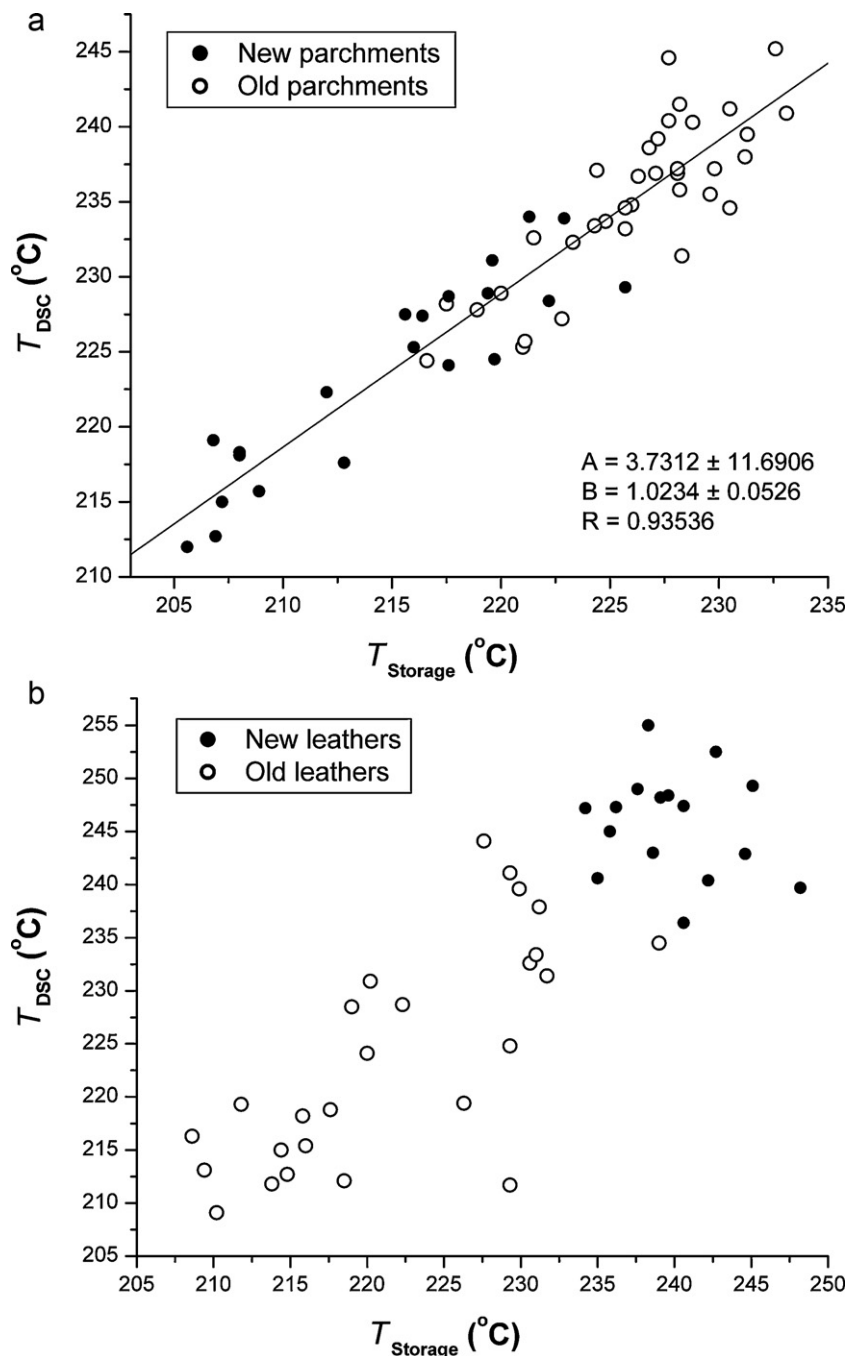 a
New parchments
Old parchments
245
240
235
230
225
220
215
210
T_DSC (°C)
A = 3.7312 ± 11.6906
B = 1.0234 ± 0.0526
R = 0.93536
205 210 215 220 225 230 235
T_Storage (°C)
b
New leathers
Old leathers
255
250
245
240
235
230
225
220
215
210
205
T_DSC (°C)
205 210 215 220 225 230 235 240 245 250
T_Storage (°C)